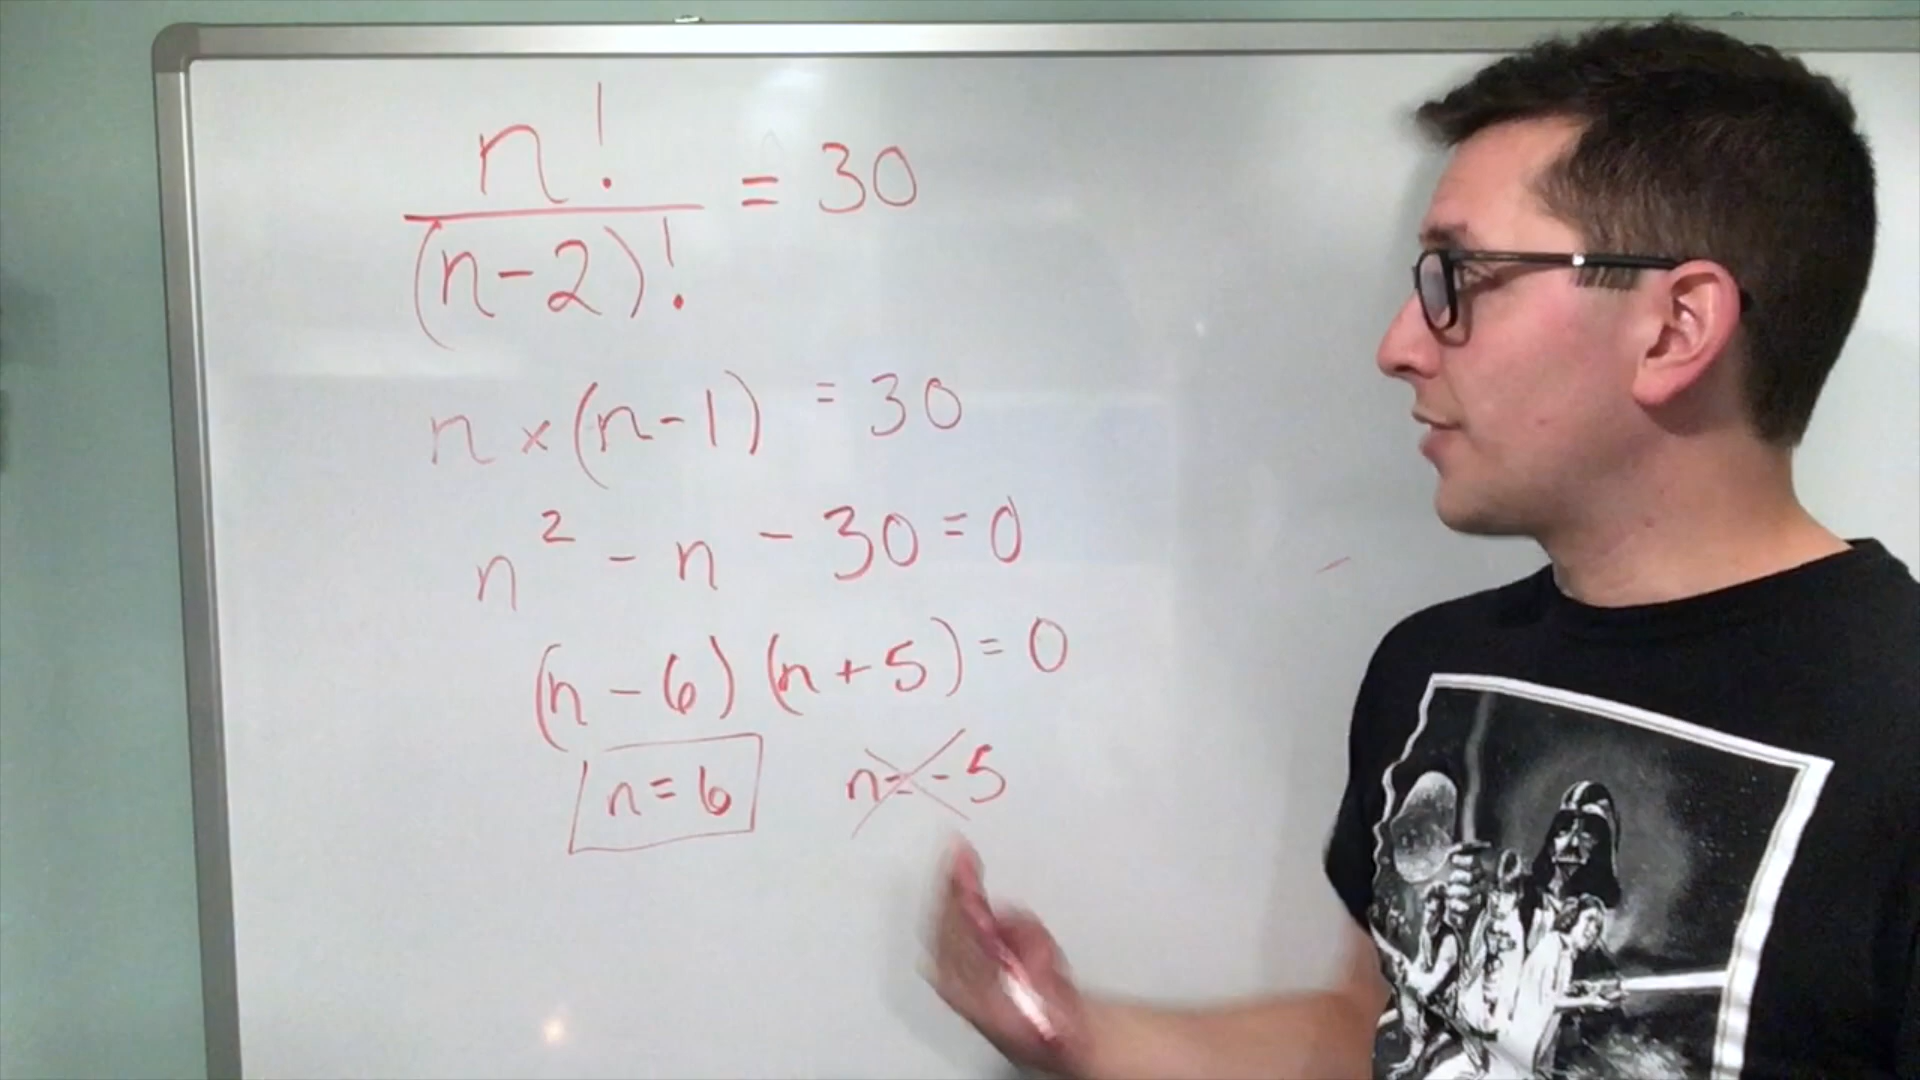 n!
= 30
(n-2)!
n × (n-1) = 30
n² - n - 30 = 0
(n - 6) (n + 5) = 0
n = 6 n = -5